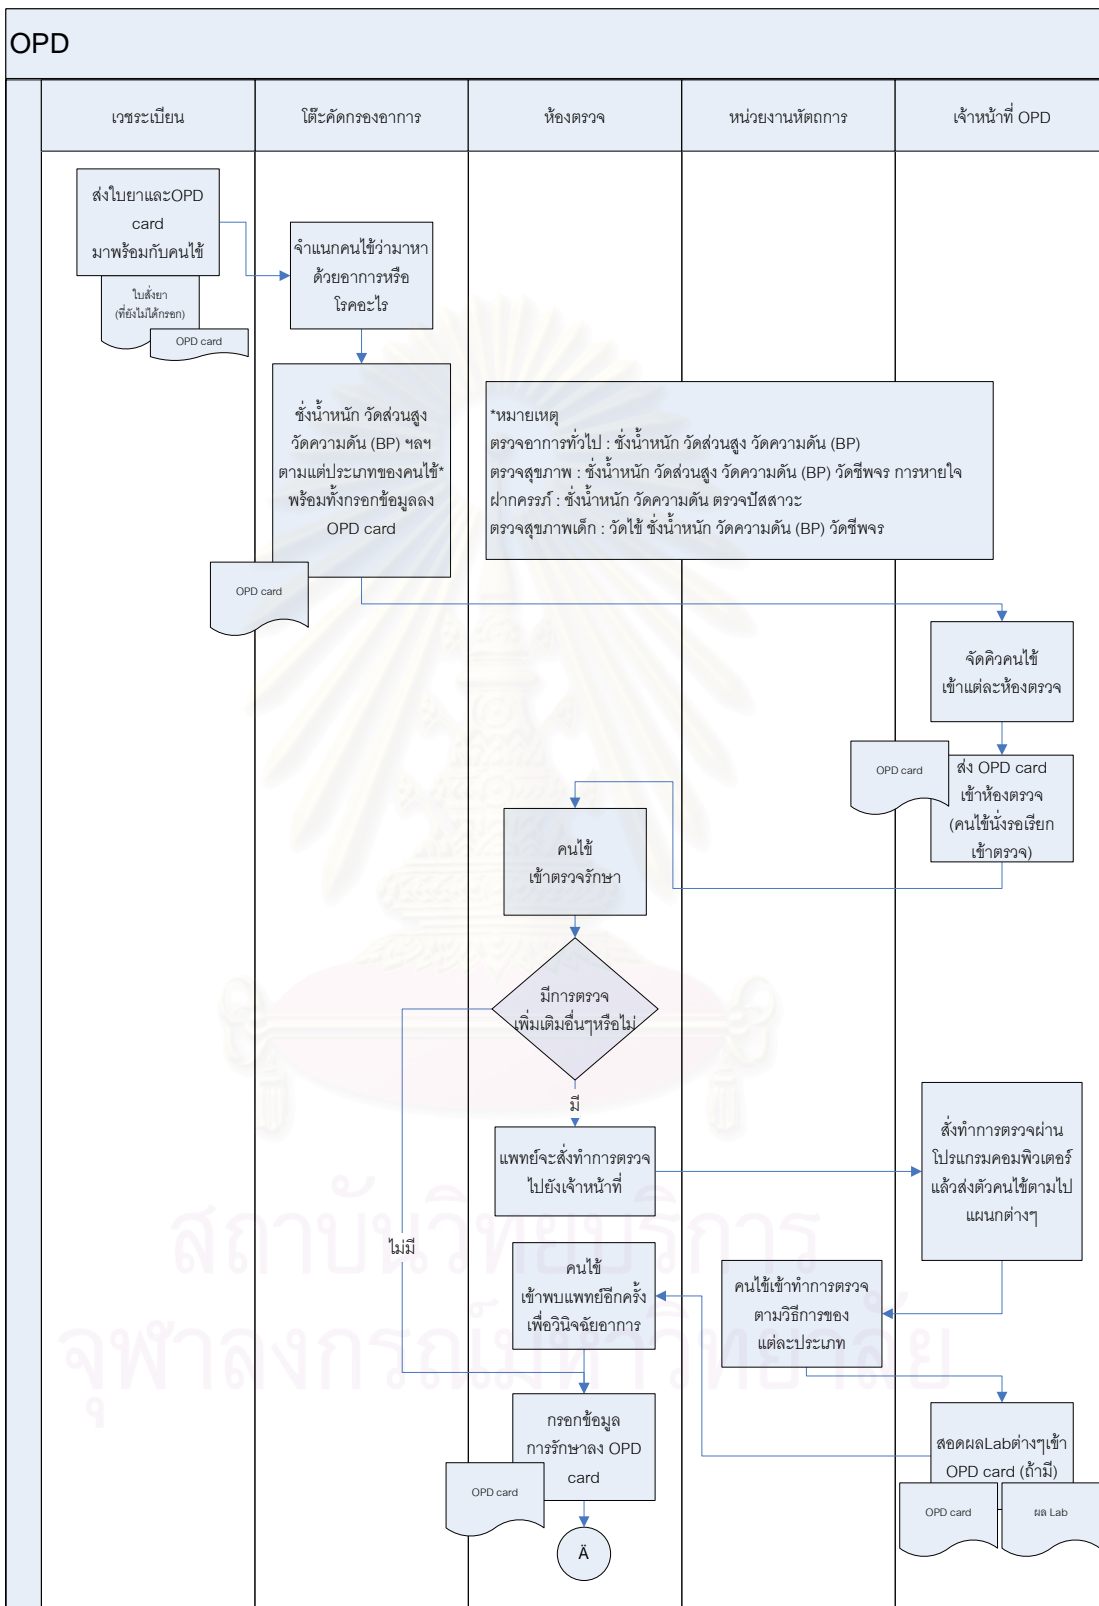 OPD
เวชระเบียน
โต๊ะคัดกรองอาการ
ห้องตรวจ
หน่วยงานหัตถการ
เจ้าหน้าที่ OPD
ส่งใบยาและOPD
card
มาพร้อมกับคนไข้
ใบสั่งยา
(ที่ยังไม่ได้กรอก)
OPD card
จำแนกคนไข้ว่ามาหา
ด้วยอาการหรือ
โรคอะไร
ชั่งน้ำหนัก วัดส่วนสูง
วัดความดัน (BP) ฯลฯ
ตามแต่ประเภทของคนไข้*
พร้อมทั้งกรอกข้อมูลลง
OPD card
OPD card
*หมายเหตุ
ตรวจอาการทั่วไป : ชั่งน้ำหนัก วัดส่วนสูง วัดความดัน (BP)
ตรวจสุขภาพ : ชั่งน้ำหนัก วัดส่วนสูง วัดความดัน (BP) วัดชีพจร การหายใจ
ฝากครรภ์ : ชั่งน้ำหนัก วัดความดัน ตรวจปัสสาวะ
ตรวจสุขภาพเด็ก : วัดไข้ ชั่งน้ำหนัก วัดความดัน (BP) วัดชีพจร
จัดคิวคนไข้
เข้าแต่ละห้องตรวจ
OPD card
ส่ง OPD card
เข้าห้องตรวจ
(คนไข้นั่งรอเรียก
เข้าตรวจ)
คนไข้
เข้าตรวจรักษา
มีการตรวจ
เพิ่มเติมอื่นๆหรือไม่
มี
แพทย์จะสั่งทำการตรวจ
ไปยังเจ้าหน้าที่
สั่งทำการตรวจผ่าน
โปรแกรมคอมพิวเตอร์
แล้วส่งตัวคนไข้ตามไป
แผนกต่างๆ
ไม่มี
คนไข้
เข้าพบแพทย์อีกครั้ง
เพื่อวินิจฉัยอาการ
คนไข้เข้าทำการตรวจ
ตามวิธีการของ
แต่ละประเภท
กรอกข้อมูล
การรักษาลง OPD
card
OPD card
สอดผลLabต่างๆเข้า
OPD card (ถ้ามี)
OPD card
ผล Lab
Ä
สถาบันวิทยบริการ
จุฬาลงกรณ์มหาวิทยาลัย